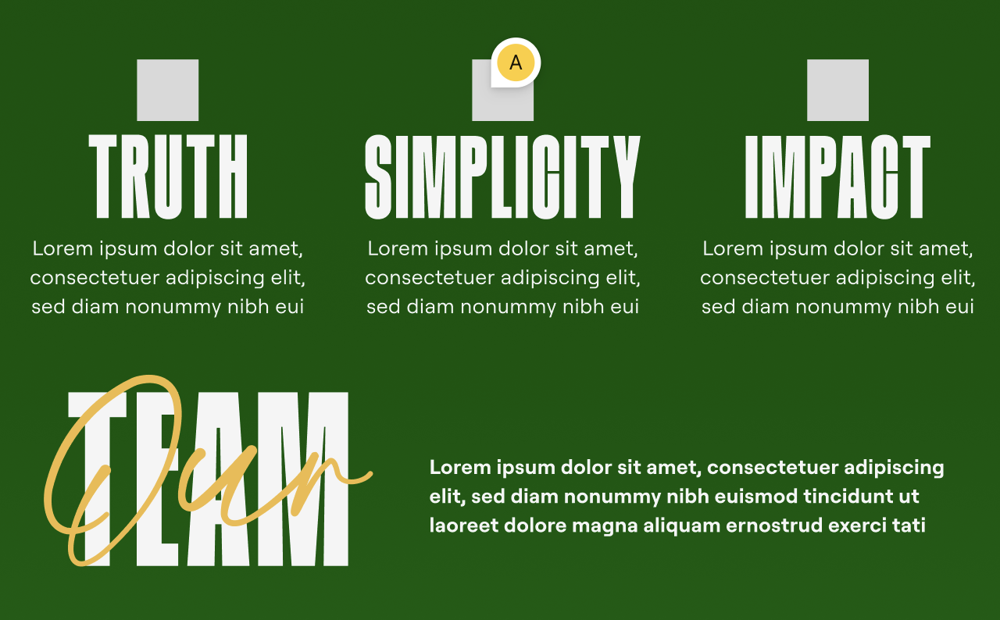 A
TRUTH
Lorem ipsum dolor sit amet,
consectetuer adipiscing elit,
sed diam nonummy nibh eui
SIMPLICITY
Lorem ipsum dolor sit amet,
consectetuer adipiscing elit,
sed diam nonummy nibh eui
IMPACT
Lorem ipsum dolor sit amet,
consectetuer adipiscing elit,
sed diam nonummy nibh eui
Our
TEAM
Lorem ipsum dolor sit amet, consectetuer adipiscing
elit, sed diam nonummy nibh euismod tincidunt ut
laoreet dolore magna aliquam ernostrud exerci tati